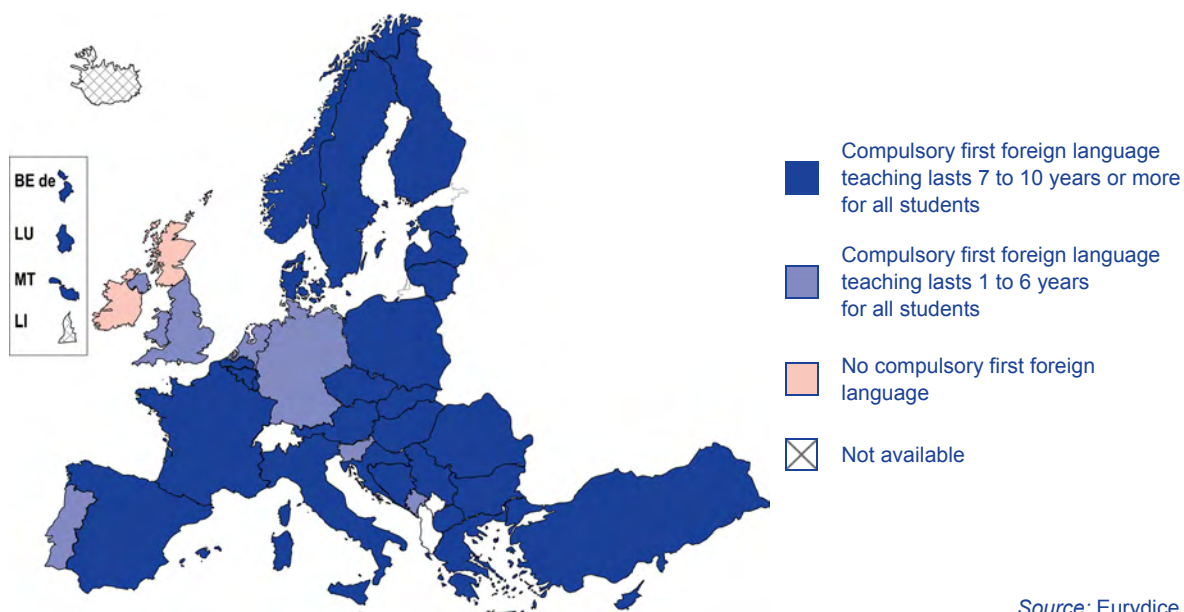 BE de
LU
MT
LI
Compulsory first foreign language
teaching lasts 7 to 10 years or more
for all students
Compulsory first foreign language
teaching lasts 1 to 6 years
for all students
No compulsory first foreign
language
Not available
Source: Eurydice